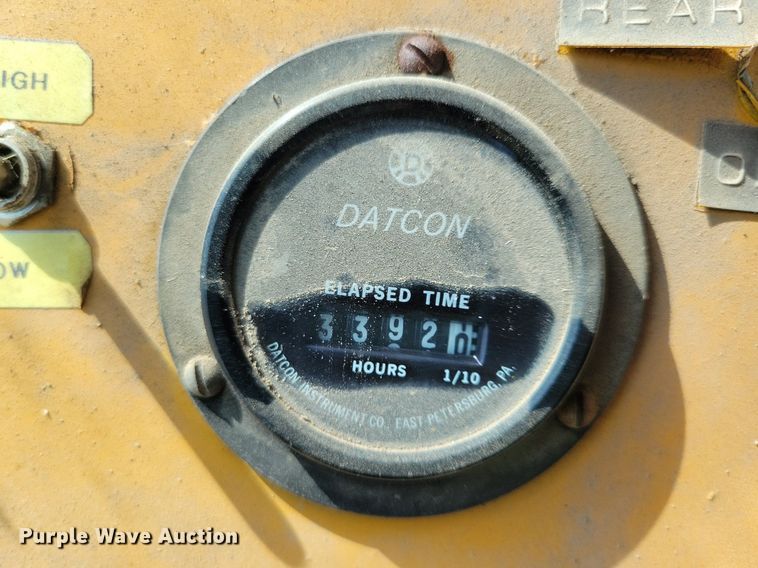 REAR
IGH
D
DATCON
OW
ELAPSED TIME
3392
HOURS 1/10
DATCON INSTRUMENT CO., EAST PETERSBURG, PA.
Purple Wave Auction